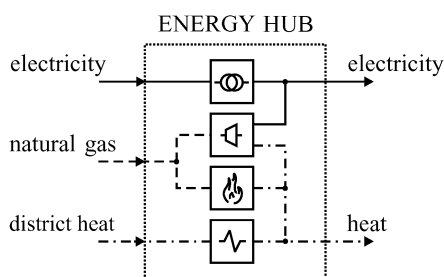 ENERGY HUB
electricity electricity
natural gas
district heat heat